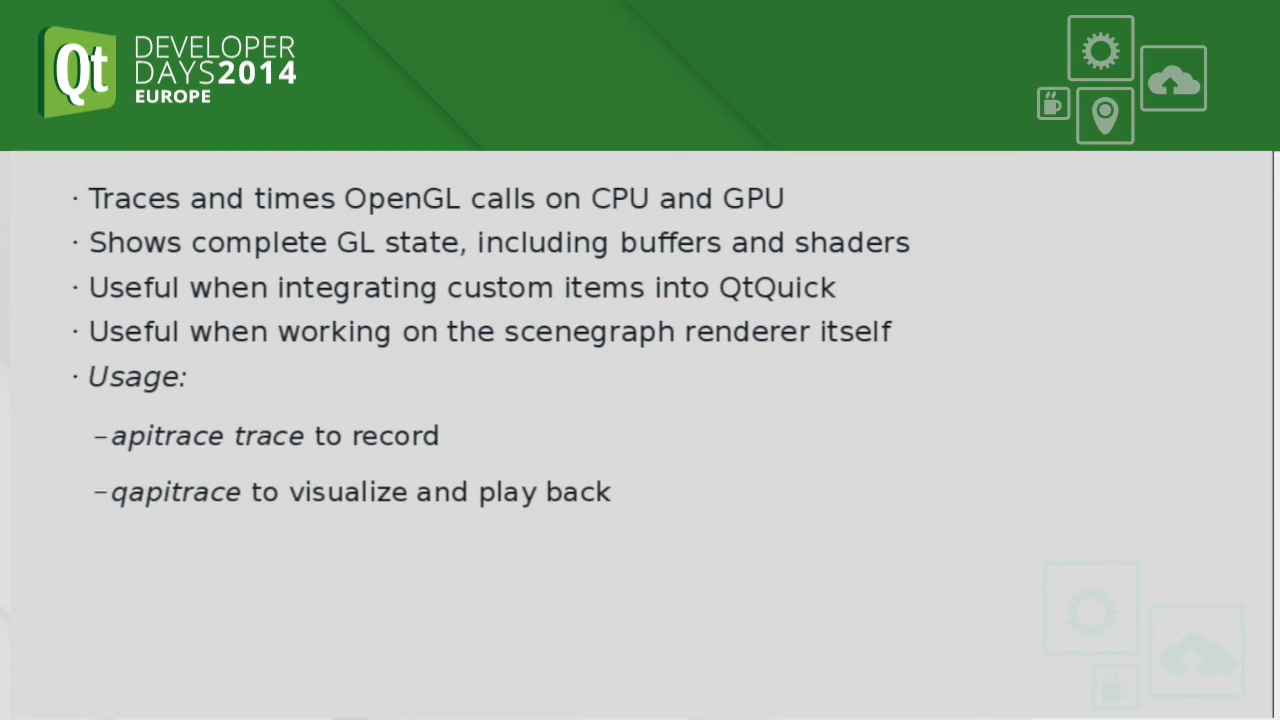 Qt DEVELOPER
DAYS2014
EUROPE
· Traces and times OpenGL calls on CPU and GPU
· Shows complete GL state, including buffers and shaders
· Useful when integrating custom items into QtQuick
· Useful when working on the scenegraph renderer itself
· Usage:
–apitrace trace to record
–qapitrace to visualize and play back